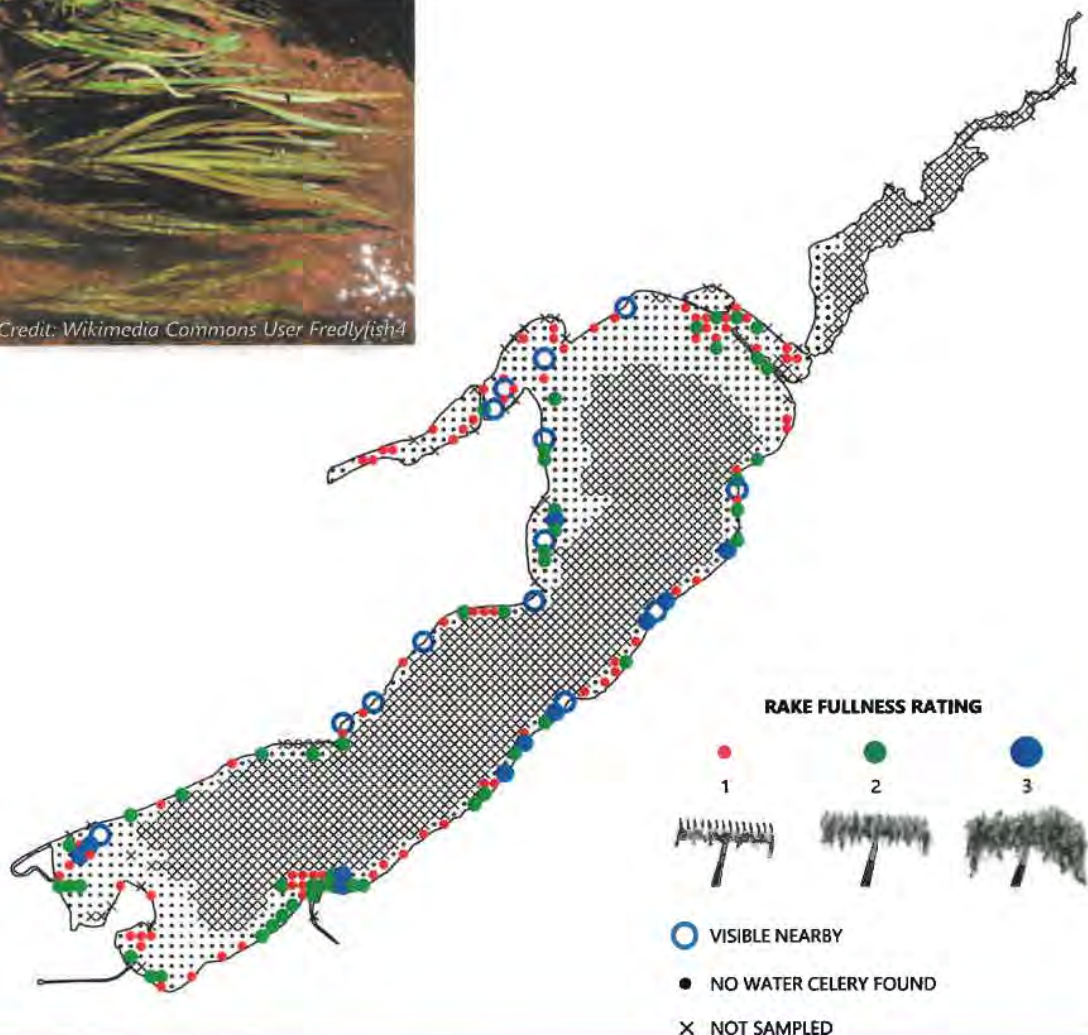 Credit: Wikimedia Commons User Fredlyfish4
RAKE FULLNESS RATING
1 2 3
VISIBLE NEARBY
NO WATER CELERY FOUND
NOT SAMPLED